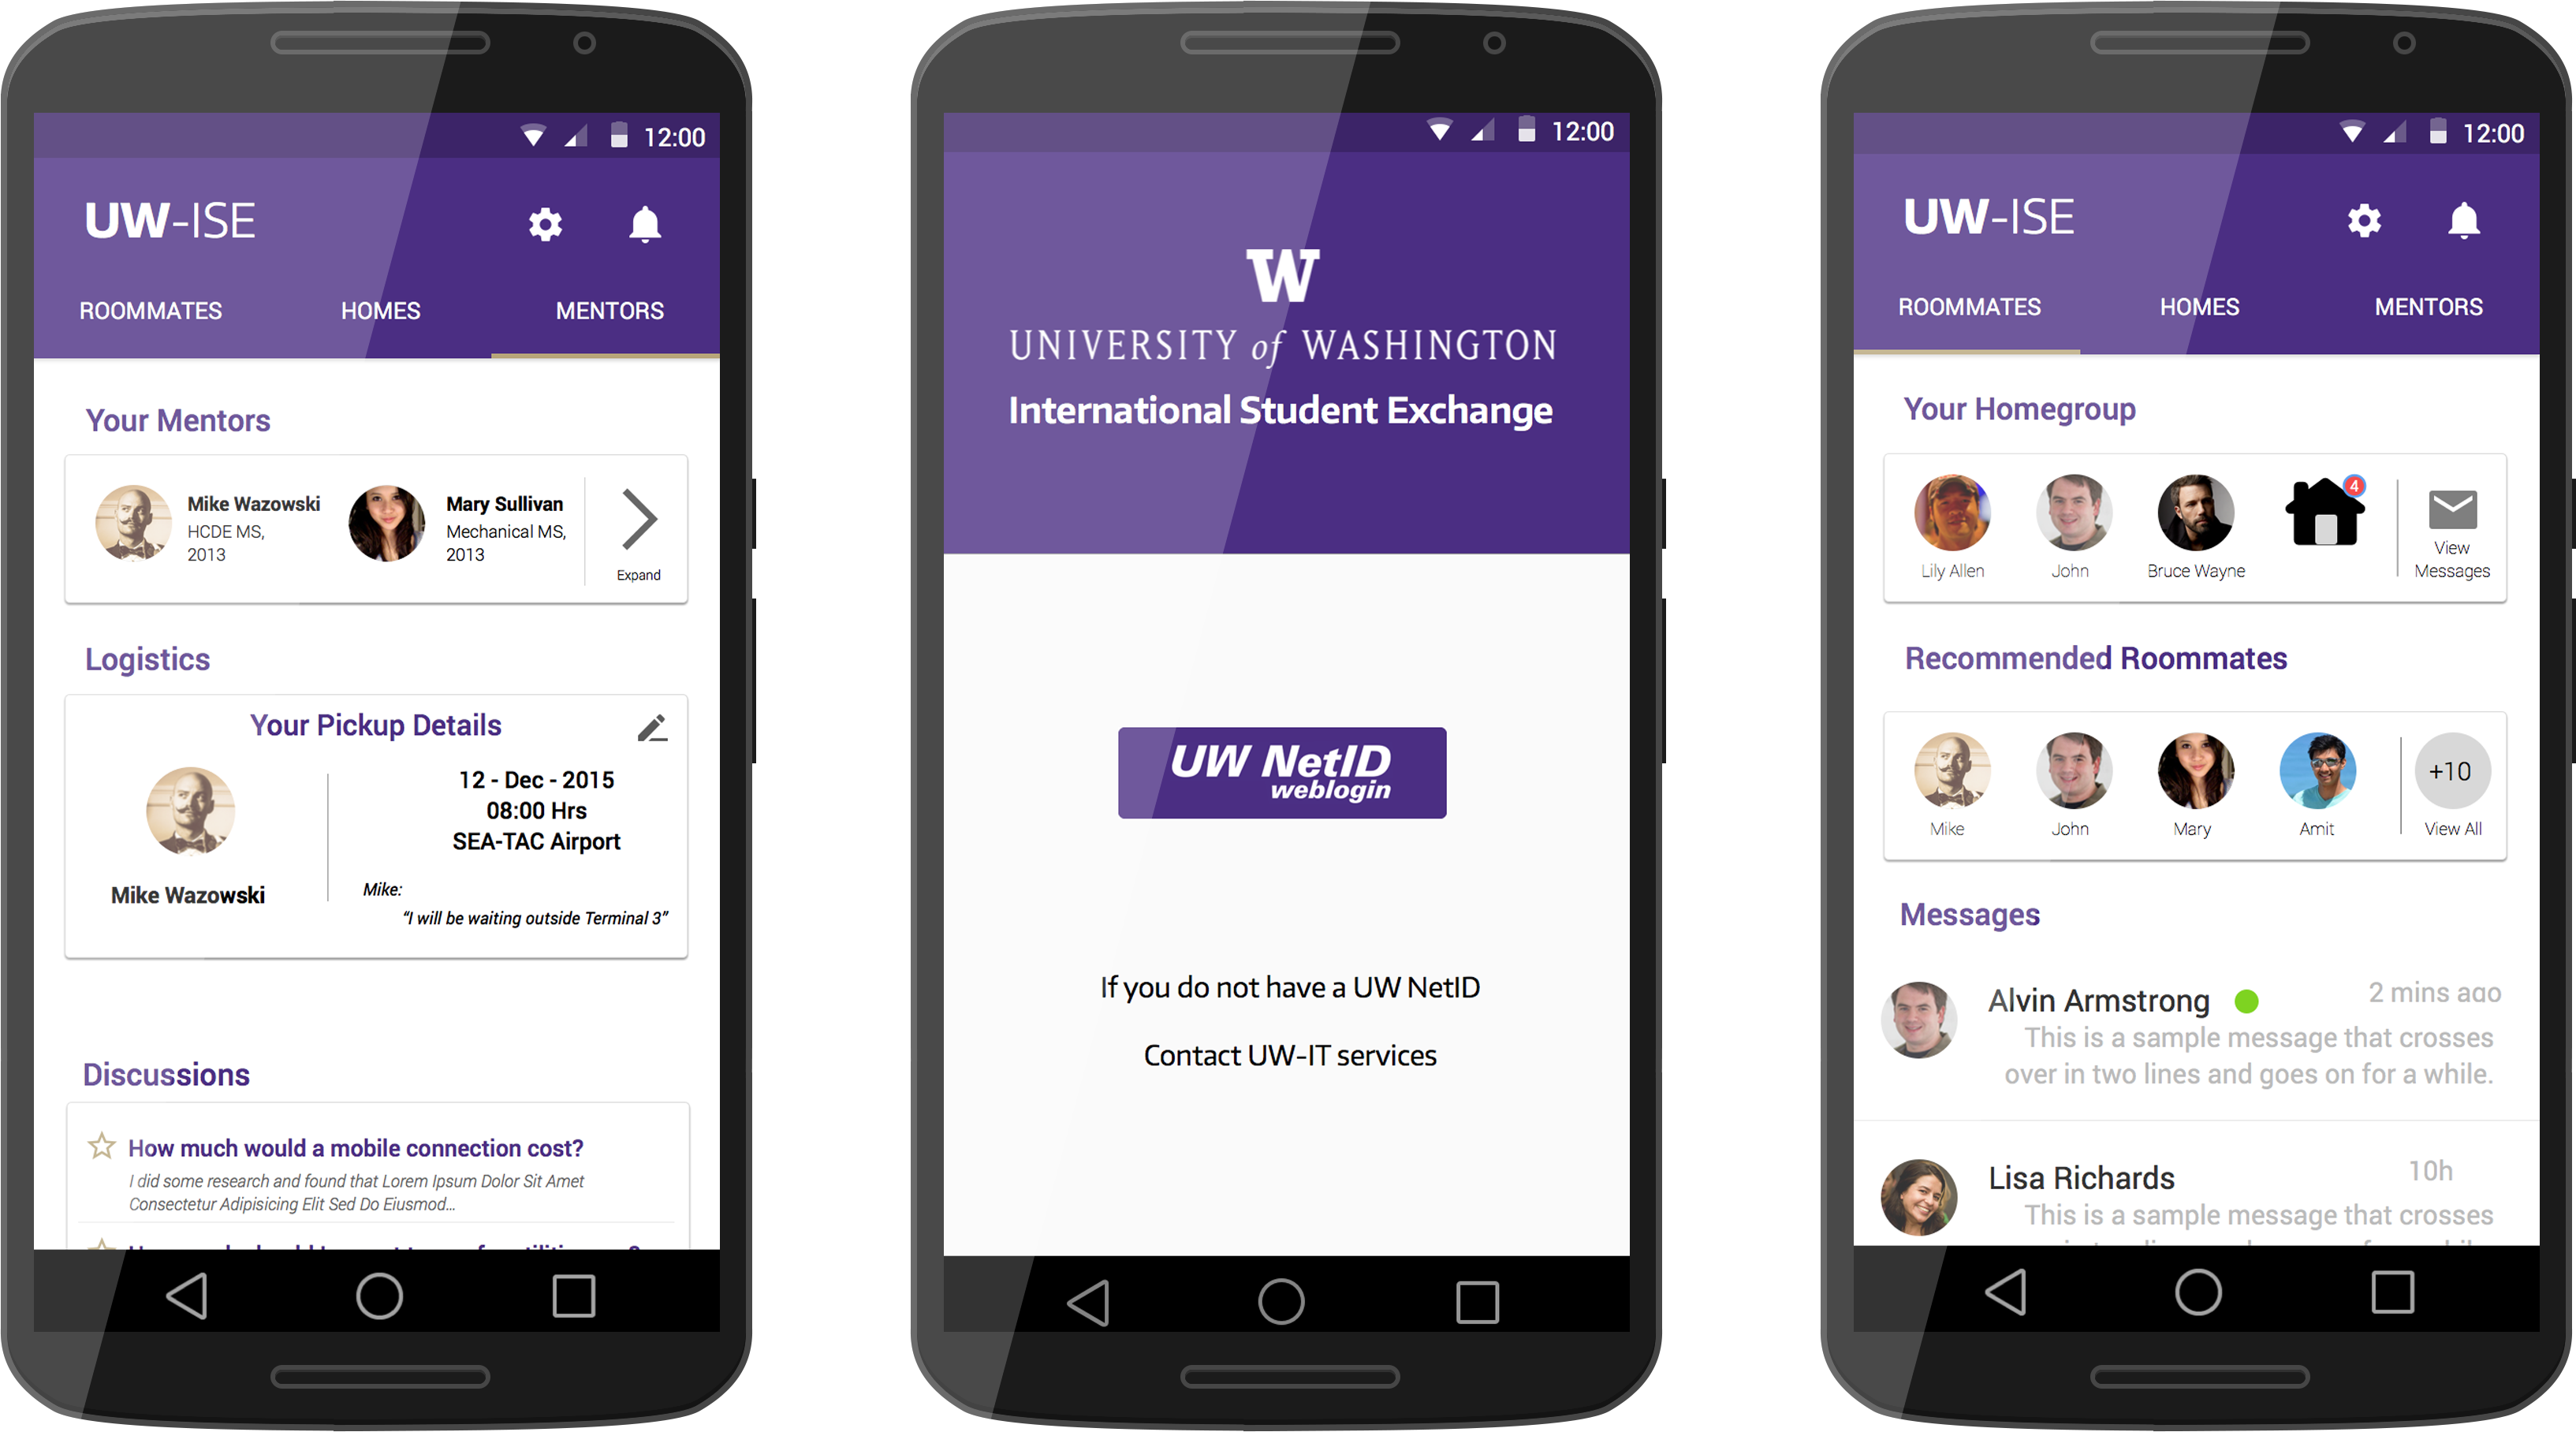 12:00
UW-ISE
ROOMMATES HOMES MENTORS
Your Mentors
Mike Wazowski
HCDE MS,
2013
Mary Sullivan
Mechanical MS,
2013
Expand
Logistics
Your Pickup Details
12 - Dec - 2015
08:00 Hrs
SEA-TAC Airport
Mike Wazowski
Mike:
“I will be waiting outside Terminal 3”
Discussions
How much would a mobile connection cost?
I did some research and found that Lorem Ipsum Dolor Sit Amet
Consectetur Adipisicing Elit Sed Do Eiusmod...
12:00
W
UNIVERSITY of WASHINGTON
International Student Exchange
UW NetID
weblogin
If you do not have a UW NetID
Contact UW-IT services
12:00
UW-ISE
ROOMMATES HOMES MENTORS
Your Homegroup
4
Lily Allen John Bruce Wayne
View
Messages
Recommended Roommates
+10
Mike John Mary Amit View All
Messages
Alvin Armstrong 2 mins ago
This is a sample message that crosses
over in two lines and goes on for a while.
Lisa Richards 10h
This is a sample message that crosses